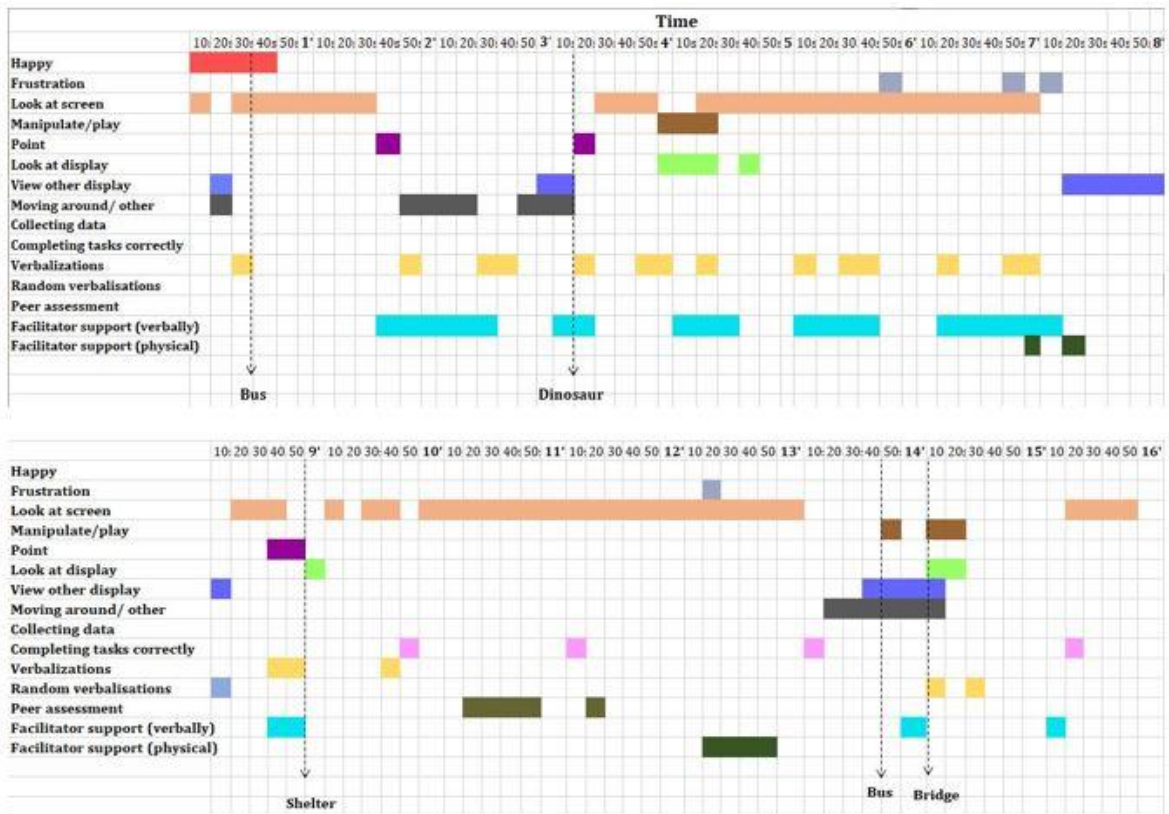 Time
10: 20s 30s 40s 50s 1' 10s 20s 30s 40s 50s 2' 10s 20s 30s 40s 50 3' 10s 20s 30s 40s 50s 4' 10s 20s 30s 40s 50s 5 10s 20s 30s 40s 50s 6' 10s 20s 30s 40s 50s 7' 10s 20s 30s 40s 50s 8'
Happy
Frustration
Look at screen
Manipulate/play
Point
Look at display
View other display
Moving around/ other
Collecting data
Completing tasks correctly
Verbalizations
Random verbalisations
Peer assessment
Facilitator support (verbally)
Facilitator support (physical)
Bus Dinosaur
10: 20 30 40s 50 9' 10: 20 30: 40 50 10' 10: 20 30 40s 50 11' 10 20 30: 40 50 12' 10: 20 30 40: 50 13' 10: 20 30: 40 50: 14' 10 20 30: 40 50 15' 10 20 30: 40 50 16'
Happy
Frustration
Look at screen
Manipulate/play
Point
Look at display
View other display
Moving around/ other
Collecting data
Completing tasks correctly
Verbalizations
Random verbalisations
Peer assessment
Facilitator support (verbally)
Facilitator support (physical)
Shelter Bus Bridge